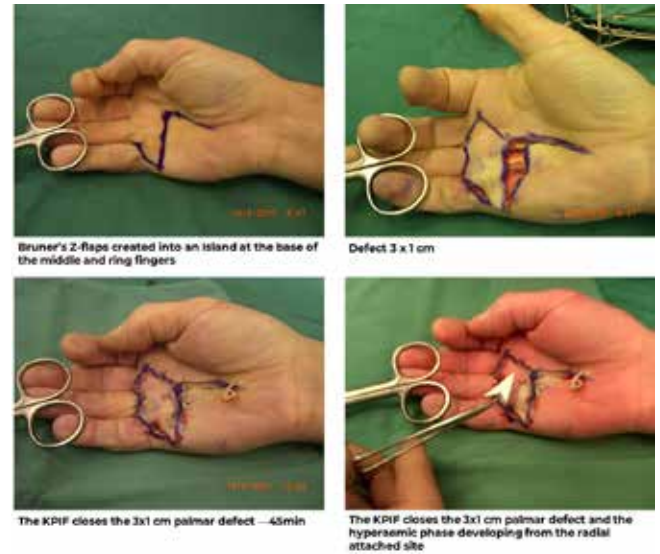 Bruner's Z-flaps created into an island at the base of
the middle and ring fingers
Defect 3 x 1 cm
The KPIF closes the 3x1 cm palmar defect —45min
The KPIF closes the 3x1 cm palmar defect and the
hyperaemic phase developing from the radial
attached site